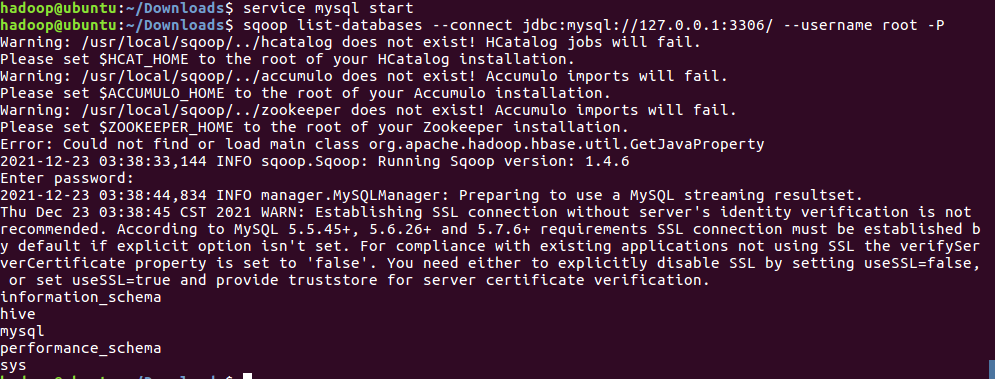 hadoop@ubuntu:~/Downloads$ service mysql start
hadoop@ubuntu:~/Downloads$ sqoop list-databases --connect jdbc:mysql://127.0.0.1:3306/ --username root -P
Warning: /usr/local/sqoop/../hcatalog does not exist! HCatalog jobs will fail.
Please set $HCAT_HOME to the root of your HCatalog installation.
Warning: /usr/local/sqoop/../accumulo does not exist! Accumulo imports will fail.
Please set $ACCUMULO_HOME to the root of your Accumulo installation.
Warning: /usr/local/sqoop/../zookeeper does not exist! Accumulo imports will fail.
Please set $ZOOKEEPER_HOME to the root of your Zookeeper installation.
Error: Could not find or load main class org.apache.hadoop.hbase.util.GetJavaProperty
2021-12-23 03:38:33,144 INFO sqoop.Sqoop: Running Sqoop version: 1.4.6
Enter password:
2021-12-23 03:38:44,834 INFO manager.MySQLManager: Preparing to use a MySQL streaming resultset.
Thu Dec 23 03:38:45 CST 2021 WARN: Establishing SSL connection without server's identity verification is not
recommended. According to MySQL 5.5.45+, 5.6.26+ and 5.7.6+ requirements SSL connection must be established b
y default if explicit option isn't set. For compliance with existing applications not using SSL the verifySer
verCertificate property is set to 'false'. You need either to explicitly disable SSL by setting useSSL=false,
 or set useSSL=true and provide truststore for server certificate verification.
information_schema
hive
mysql
performance_schema
sys
hadoop@ubuntu:~/Downloads$